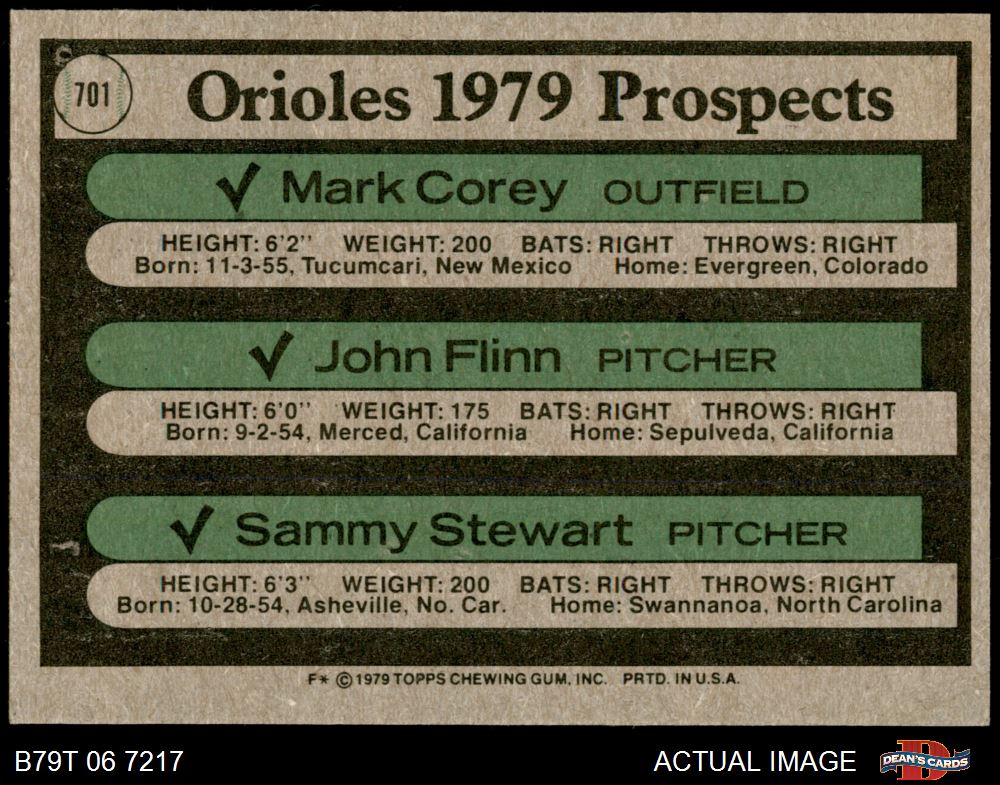 701 Orioles 1979 Prospects
✓ Mark Corey OUTFIELD
HEIGHT: 6'2" WEIGHT: 200 BATS: RIGHT THROWS: RIGHT
Born: 11-3-55, Tucumcari, New Mexico Home: Evergreen, Colorado
✓ John Flinn PITCHER
HEIGHT: 6'0" WEIGHT: 175 BATS: RIGHT THROWS: RIGHT
Born: 9-2-54, Merced, California Home: Sepulveda, California
✓ Sammy Stewart PITCHER
HEIGHT: 6'3" WEIGHT: 200 BATS: RIGHT THROWS: RIGHT
Born: 10-28-54, Asheville, No. Car. Home: Swannanoa, North Carolina
F* © 1979 TOPPS CHEWING GUM, INC. PRTD. IN U.S.A.
B79T 06 7217 ACTUAL IMAGE D DEAN'S CARDS